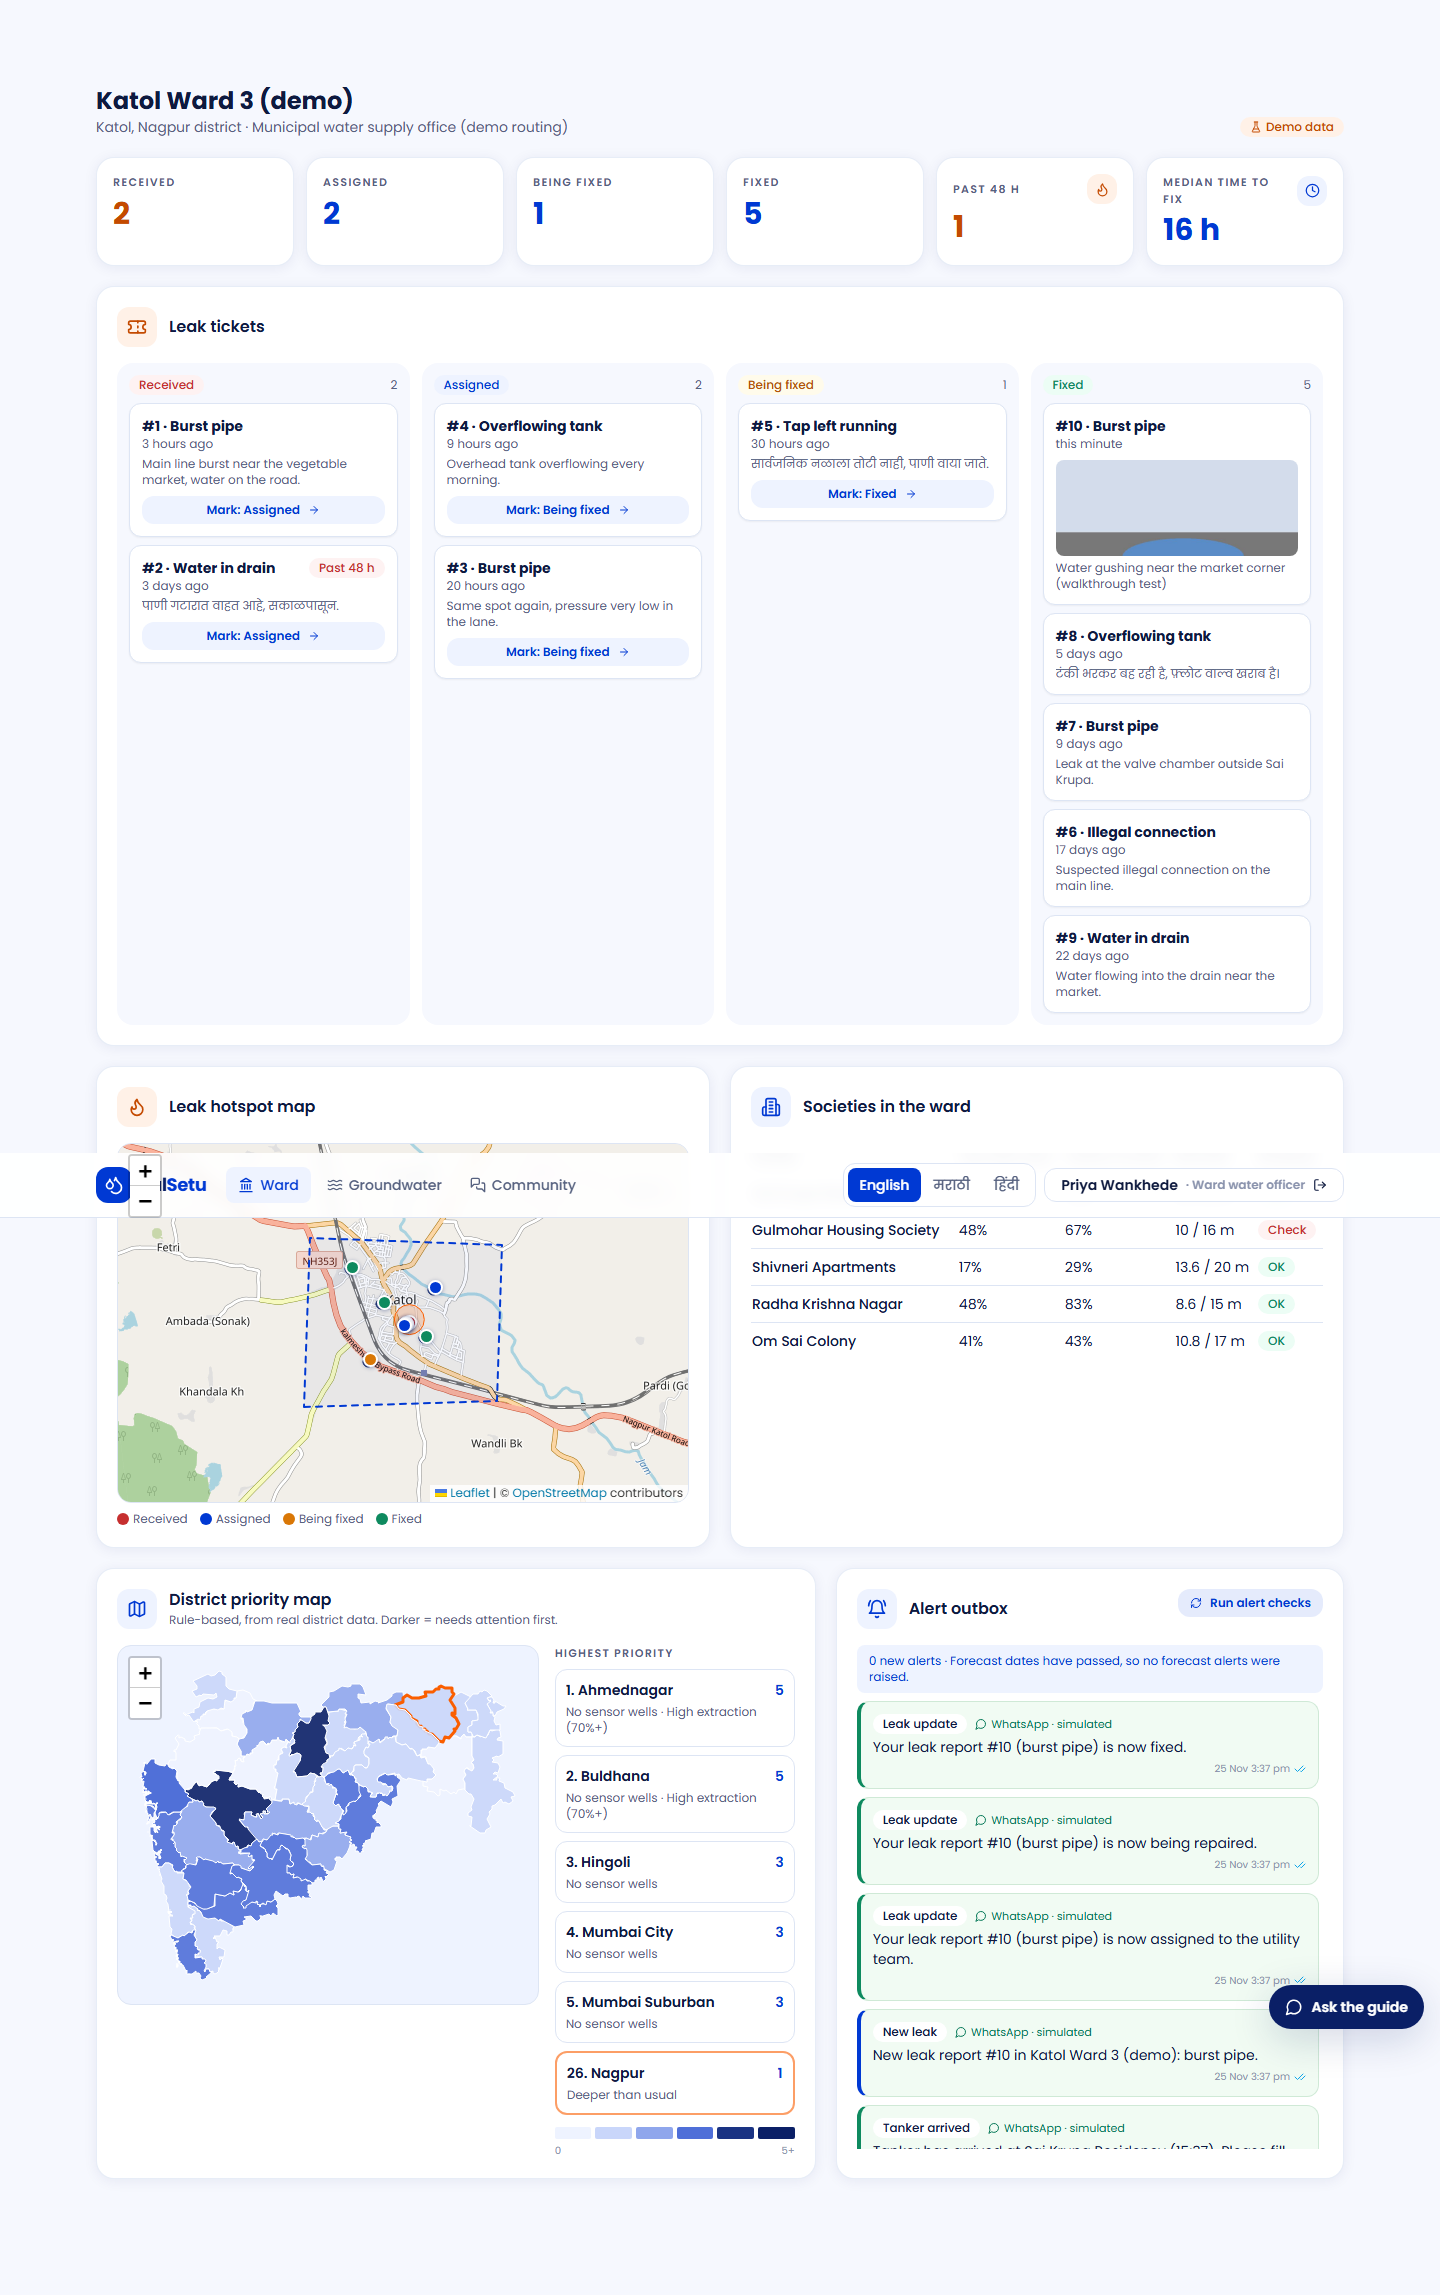 Katol Ward 3 (demo)
Katol, Nagpur district · Municipal water supply office (demo routing)
Demo data
RECEIVED
2
ASSIGNED
2
BEING FIXED
1
FIXED
5
PAST 48 H
1
MEDIAN TIME TO
FIX
16 h
Leak tickets
Received 2
#1 · Burst pipe
3 hours ago
Main line burst near the vegetable
market, water on the road.
Mark: Assigned →
#2 · Water in drain Past 48 h
3 days ago
पाणी गटारात वाहत आहे, सकाळपासून.
Mark: Assigned →
Assigned 2
#4 · Overflowing tank
9 hours ago
Overhead tank overflowing every
morning.
Mark: Being fixed →
#3 · Burst pipe
20 hours ago
Same spot again, pressure very low in
the lane.
Mark: Being fixed →
Being fixed 1
#5 · Tap left running
30 hours ago
सार्वजनिक नळाला तोटी नाही, पाणी वाया जाते.
Mark: Fixed →
Fixed 5
#10 · Burst pipe
this minute
Water gushing near the market corner
(walkthrough test)
#8 · Overflowing tank
5 days ago
टंकी भरकर बह रही है, फ़्लोट वाल्व खराब है।
#7 · Burst pipe
9 days ago
Leak at the valve chamber outside Sai
Krupa.
#6 · Illegal connection
17 days ago
Suspected illegal connection on the
main line.
#9 · Water in drain
22 days ago
Water flowing into the drain near the
market.
Leak hotspot map
Societies in the ward
+
−
lSetu
Ward
Groundwater
Community
English
मराठी
हिंदी
Priya Wankhede · Ward water officer
Fetri
NH353J
Katol
Ambada (Sonak)
Bypass Road
Khandala Kh
Pardi (Go
Nagpur Katol Road
Wandli Bk
Jam
Leaflet | © OpenStreetMap contributors
Received Assigned Being fixed Fixed
Gulmohar Housing Society 48% 67% 10 / 16 m Check
Shivneri Apartments 17% 29% 13.6 / 20 m OK
Radha Krishna Nagar 48% 83% 8.6 / 15 m OK
Om Sai Colony 41% 43% 10.8 / 17 m OK
District priority map
Rule-based, from real district data. Darker = needs attention first.
+
−
HIGHEST PRIORITY
1. Ahmednagar 5
No sensor wells · High extraction
(70%+)
2. Buldhana 5
No sensor wells · High extraction
(70%+)
3. Hingoli 3
No sensor wells
4. Mumbai City 3
No sensor wells
5. Mumbai Suburban 3
No sensor wells
26. Nagpur 1
Deeper than usual
0 5+
Alert outbox
Run alert checks
0 new alerts · Forecast dates have passed, so no forecast alerts were
raised.
Leak update WhatsApp · simulated
Your leak report #10 (burst pipe) is now fixed.
25 Nov 3:37 pm
Leak update WhatsApp · simulated
Your leak report #10 (burst pipe) is now being repaired.
25 Nov 3:37 pm
Leak update WhatsApp · simulated
Your leak report #10 (burst pipe) is now assigned to the utility
team.
25 Nov 3:37 pm
Ask the guide
New leak WhatsApp · simulated
New leak report #10 in Katol Ward 3 (demo): burst pipe.
25 Nov 3:37 pm
Tanker arrived WhatsApp · simulated
Tanker has arrived at Sai Krupa Residency (15:37). Please fill